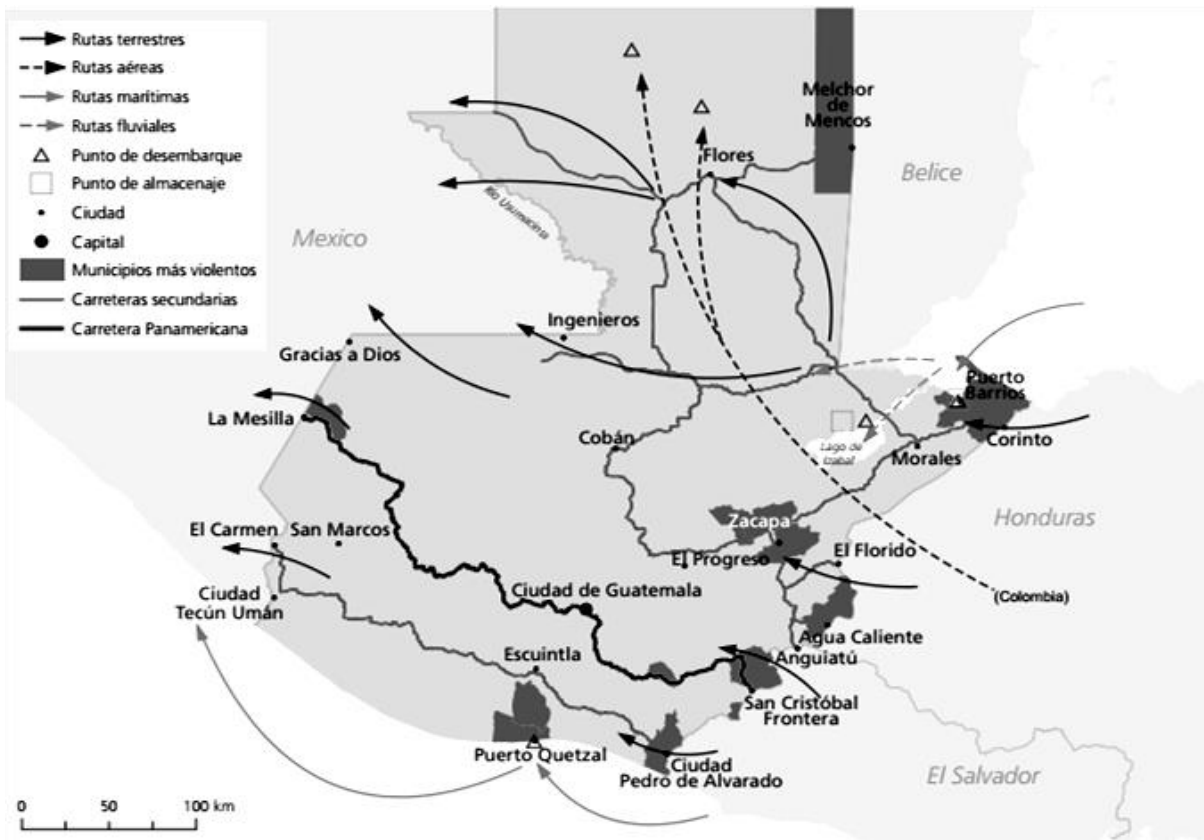 Rutas terrestres
Rutas aéreas
Rutas marítimas
Rutas fluviales
Punto de desembarque
Punto de almacenaje
Ciudad
Capital
Municipios más violentos
Carreteras secundarias
Carretera Panamericana
Melchor
de
Mencos
Flores
Belice
Mexico
Río Usumacinta
Ingenieros
Gracias a Dios
La Mesilla
Puerto
Barrios
Cobán
Lago de
Izabal
Morales
Corinto
Zacapa
Honduras
El Carmen
San Marcos
El Progreso
El Florido
Ciudad
Tecún Umán
Ciudad de Guatemala
(Colombia)
Agua Caliente
Anguiatú
Escuintla
San Cristóbal
Frontera
Puerto Quetzal
Ciudad
Pedro de Alvarado
El Salvador
0 50 100 km